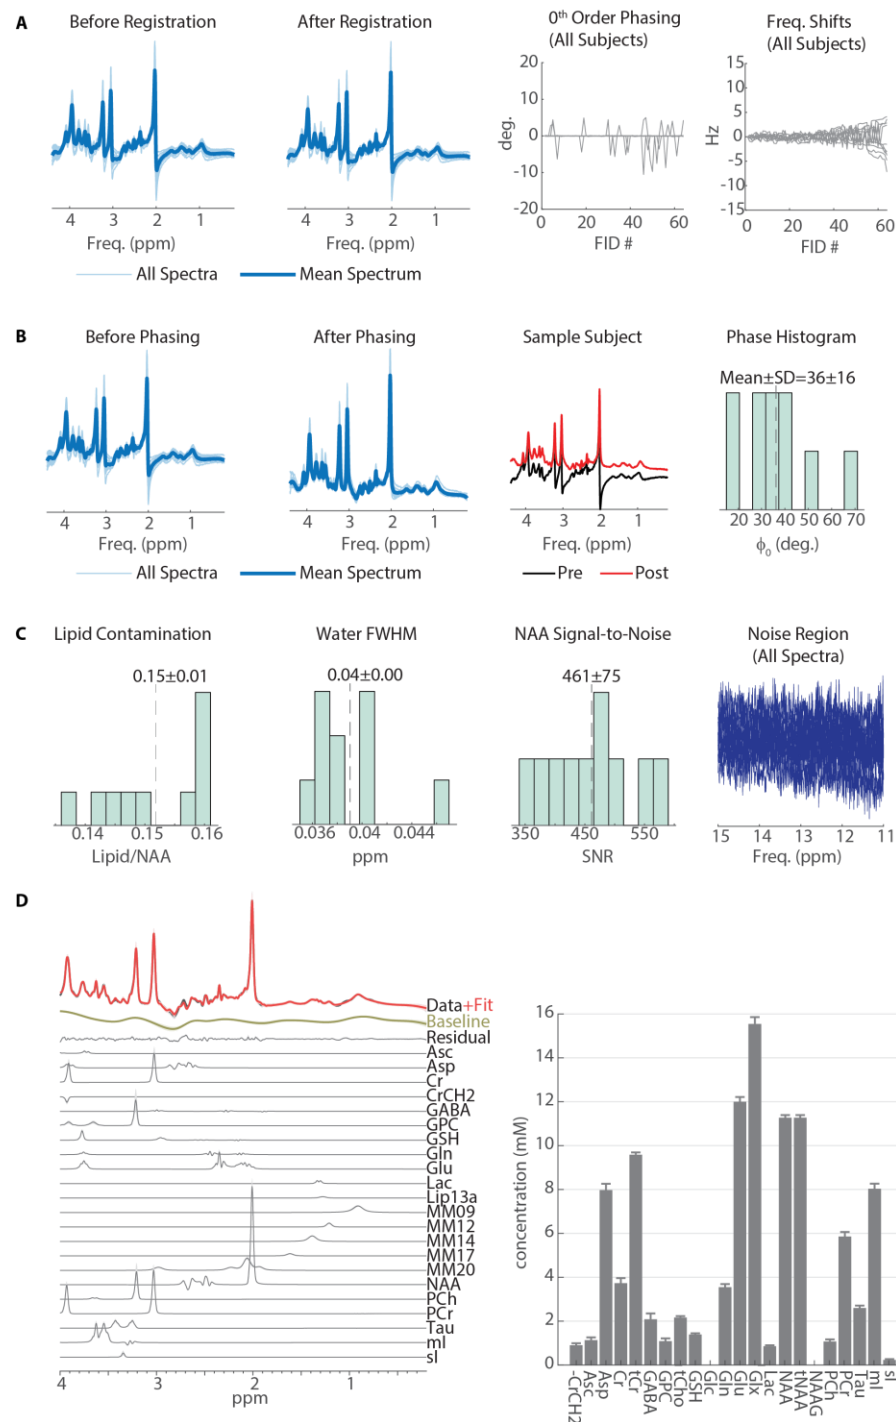 A
Before Registration
After Registration
0th Order Phasing
(All Subjects)
Freq. Shifts
(All Subjects)
deg.
20
10
0
-10
-20
0 20 40 60
FID #
Hz
15
10
5
0
-5
-10
-15
0 20 40 60
FID #
4 3 2 1
Freq. (ppm)
4 3 2 1
Freq. (ppm)
All Spectra
Mean Spectrum
B
Before Phasing
After Phasing
Sample Subject
Phase Histogram
Mean±SD=36±16
4 3 2 1
Freq. (ppm)
4 3 2 1
Freq. (ppm)
4 3 2 1
Freq. (ppm)
20 30 40 50 60 70
ϕ0 (deg.)
All Spectra
Mean Spectrum
Pre
Post
C
Lipid Contamination
Water FWHM
NAA Signal-to-Noise
Noise Region
(All Spectra)
0.15±0.01
0.04±0.00
461±75
0.14 0.15 0.16
Lipid/NAA
0.036 0.04 0.044
ppm
350 450 550
SNR
15 14 13 12 11
Freq. (ppm)
D
Data+Fit
Baseline
Residual
Asc
Asp
Cr
CrCH2
GABA
GPC
GSH
Gln
Glu
Lac
Lip13a
MM09
MM12
MM14
MM17
MM20
NAA
PCh
PCr
Tau
mI
sI
4 3 2 1
ppm
concentration (mM)
16
14
12
10
8
6
4
2
0
-CrCH2
Asc
Asp
Cr
tCr
GABA
GPC
tCho
GSH
Glc
Gln
Glu
Glx
Lac
NAA
tNAA
NAAG
PCh
PCr
Tau
mI
sI